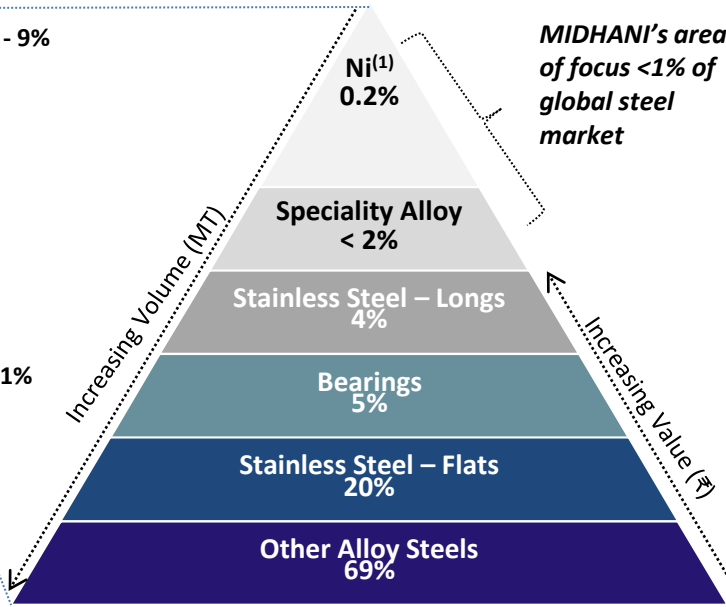 - 9%
MIDHANI's area
of focus <1% of
global steel
market
Ni(1)
0.2%
Speciality Alloy
< 2%
Stainless Steel – Longs
4%
1%
Bearings
5%
Stainless Steel – Flats
20%
Other Alloy Steels
69%
Increasing Volume (MT)
Increasing Value (₹)